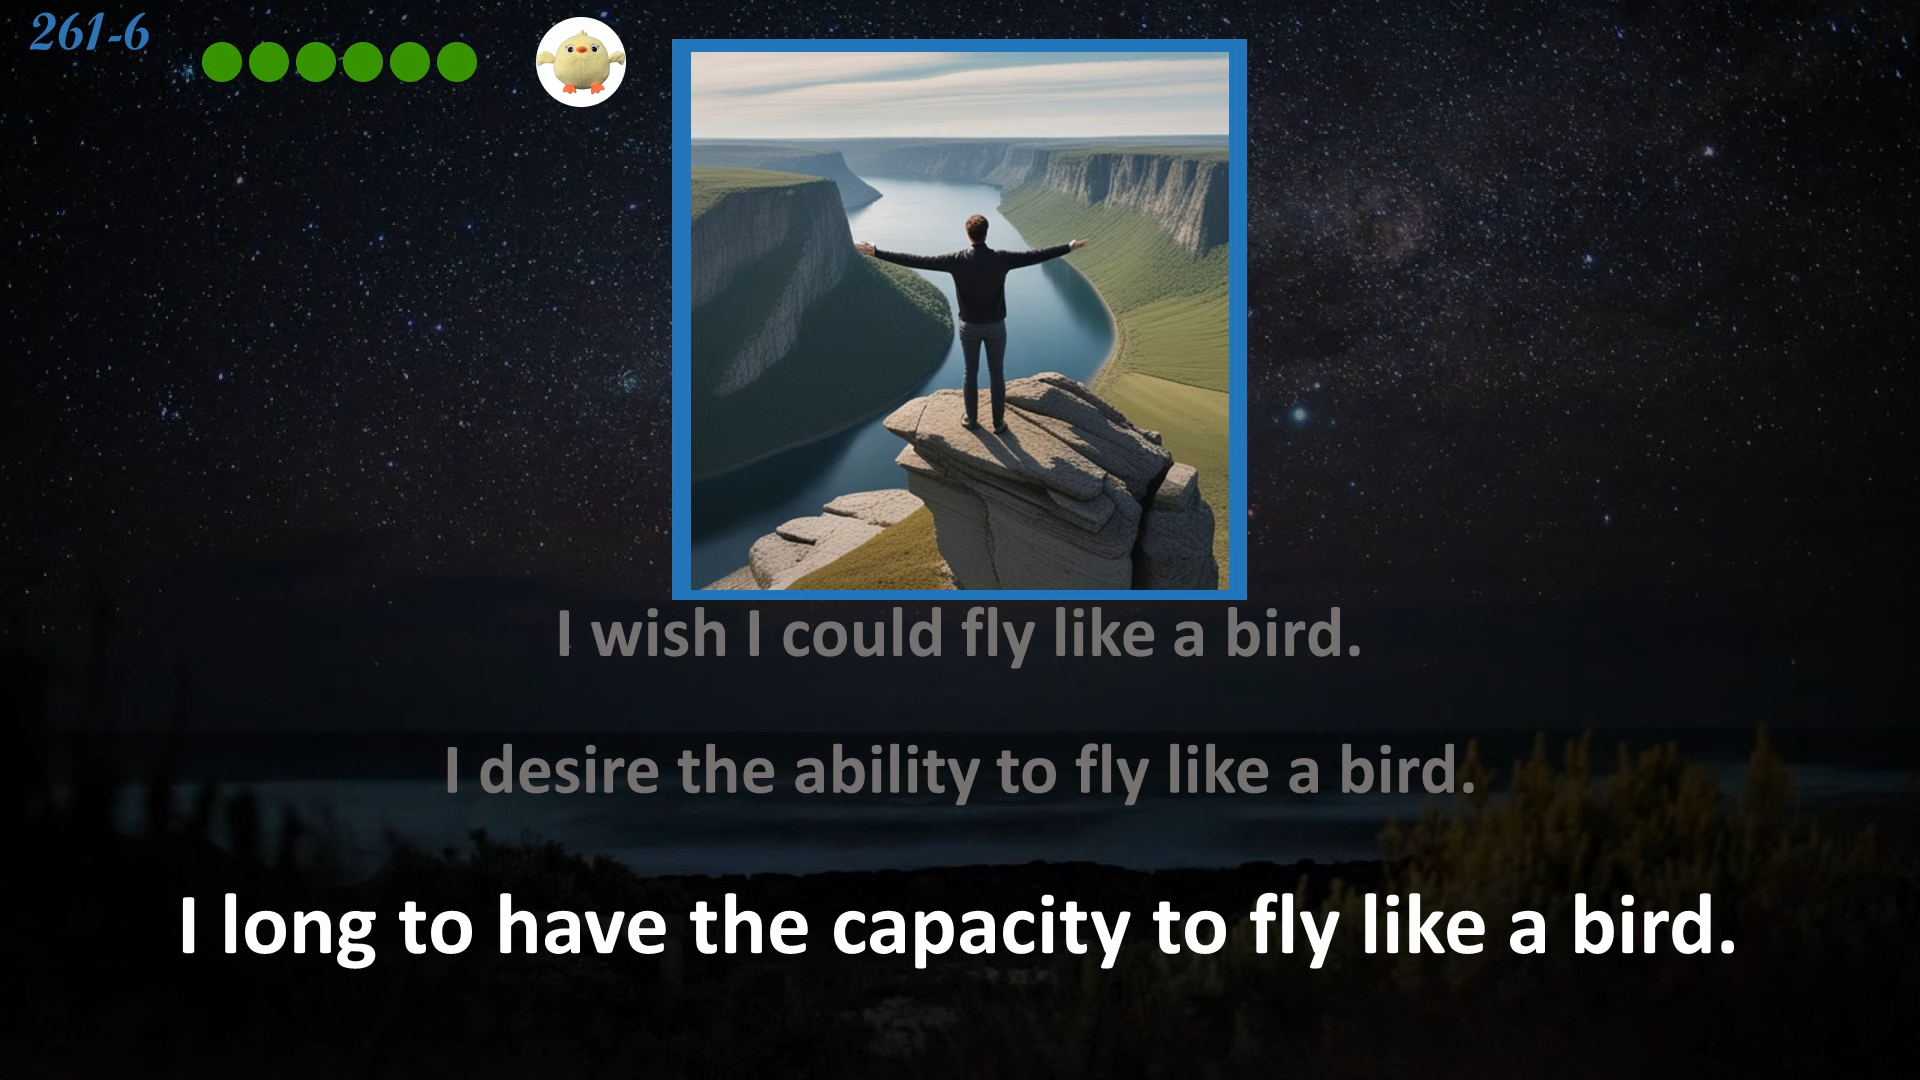 261-6
I wish I could fly like a bird.
I desire the ability to fly like a bird.
I long to have the capacity to fly like a bird.